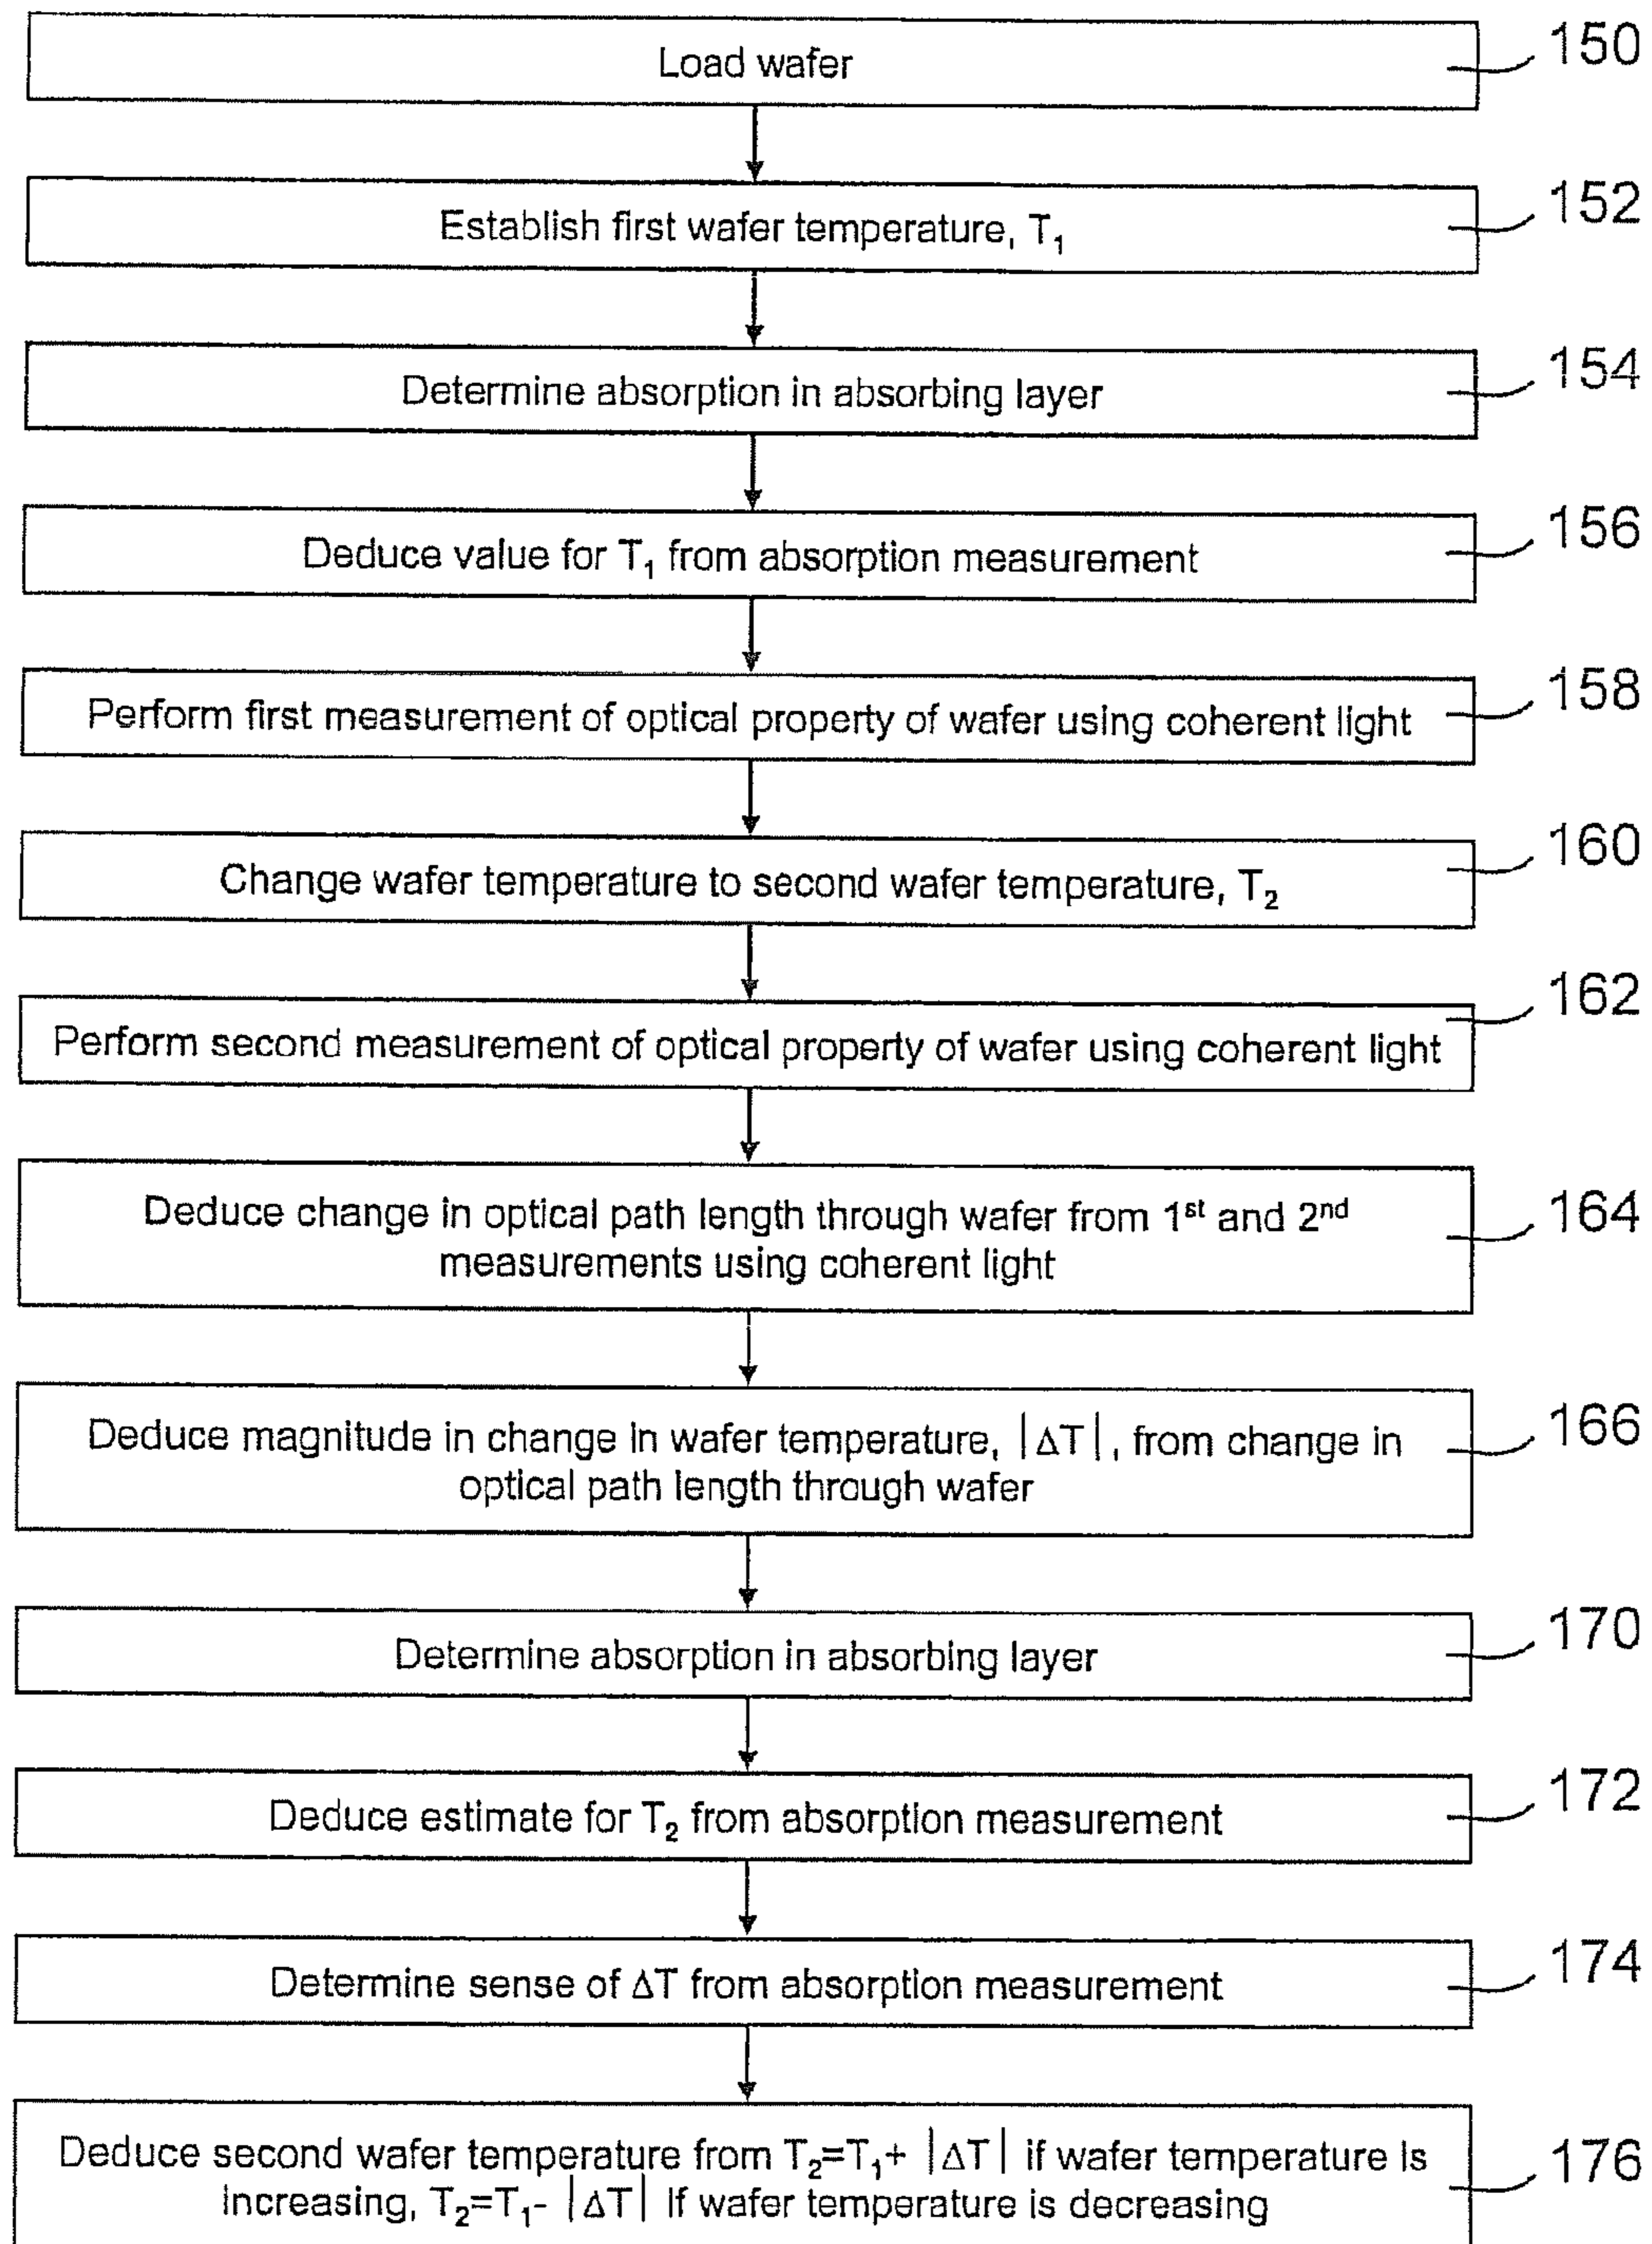 Load wafer
150
Establish first wafer temperature, T₁
152
Determine absorption in absorbing layer
154
Deduce value for T₁ from absorption measurement
156
Perform first measurement of optical property of wafer using coherent light
158
Change wafer temperature to second wafer temperature, T₂
160
Perform second measurement of optical property of wafer using coherent light
162
Deduce change in optical path length through wafer from 1ˢᵗ and 2ⁿᵈ
measurements using coherent light
164
Deduce magnitude in change in wafer temperature, |ΔT|, from change in
optical path length through wafer
166
Determine absorption in absorbing layer
170
Deduce estimate for T₂ from absorption measurement
172
Determine sense of ΔT from absorption measurement
174
Deduce second wafer temperature from T₂=T₁+ |ΔT| if wafer temperature is
increasing, T₂=T₁- |ΔT| if wafer temperature is decreasing
176